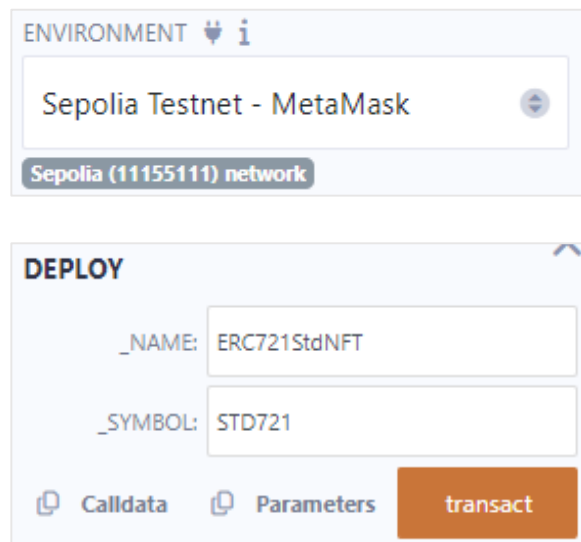 ENVIRONMENT
Sepolia Testnet - MetaMask
Sepolia (11155111) network
DEPLOY
_NAME: ERC721StdNFT
_SYMBOL: STD721
Calldata Parameters transact